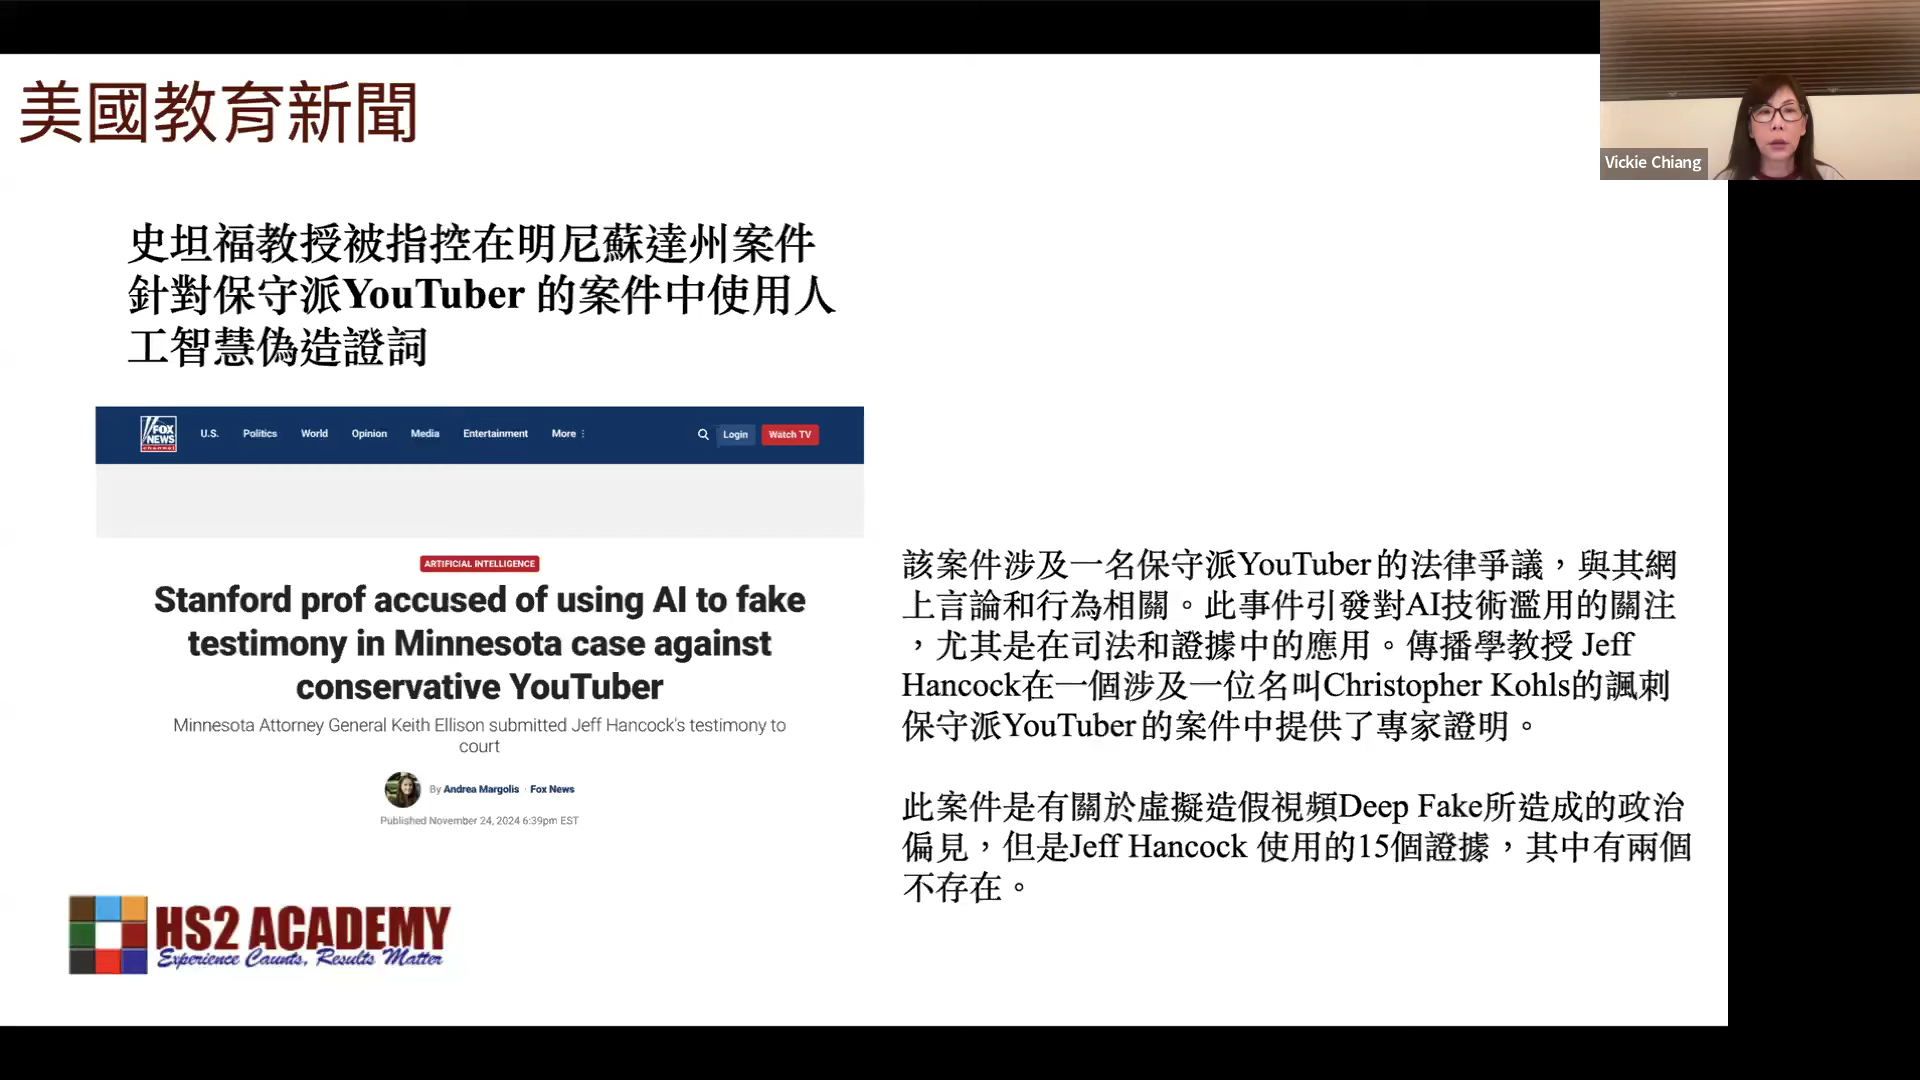 美國教育新聞
Vickie Chiang
史坦福教授被指控在明尼蘇達州案件
針對保守派YouTuber 的案件中使用人
工智慧偽造證詞
FOX NEWS channel
U.S. Politics World Opinion Media Entertainment More Login Watch TV
ARTIFICIAL INTELLIGENCE
Stanford prof accused of using AI to fake
testimony in Minnesota case against
conservative YouTuber
Minnesota Attorney General Keith Ellison submitted Jeff Hancock's testimony to
court
By Andrea Margolis · Fox News
Published November 24, 2024 6:39pm EST
該案件涉及一名保守派YouTuber的法律爭議，與其網
上言論和行為相關。此事件引發對AI技術濫用的關注
，尤其是在司法和證據中的應用。傳播學教授 Jeff
Hancock在一個涉及一位名叫Christopher Kohls的諷刺
保守派YouTuber的案件中提供了專家證明。
此案件是有關於虛擬造假視頻Deep Fake所造成的政治
偏見，但是Jeff Hancock 使用的15個證據，其中有兩個
不存在。
HS2 ACADEMY
Experience Counts, Results Matter